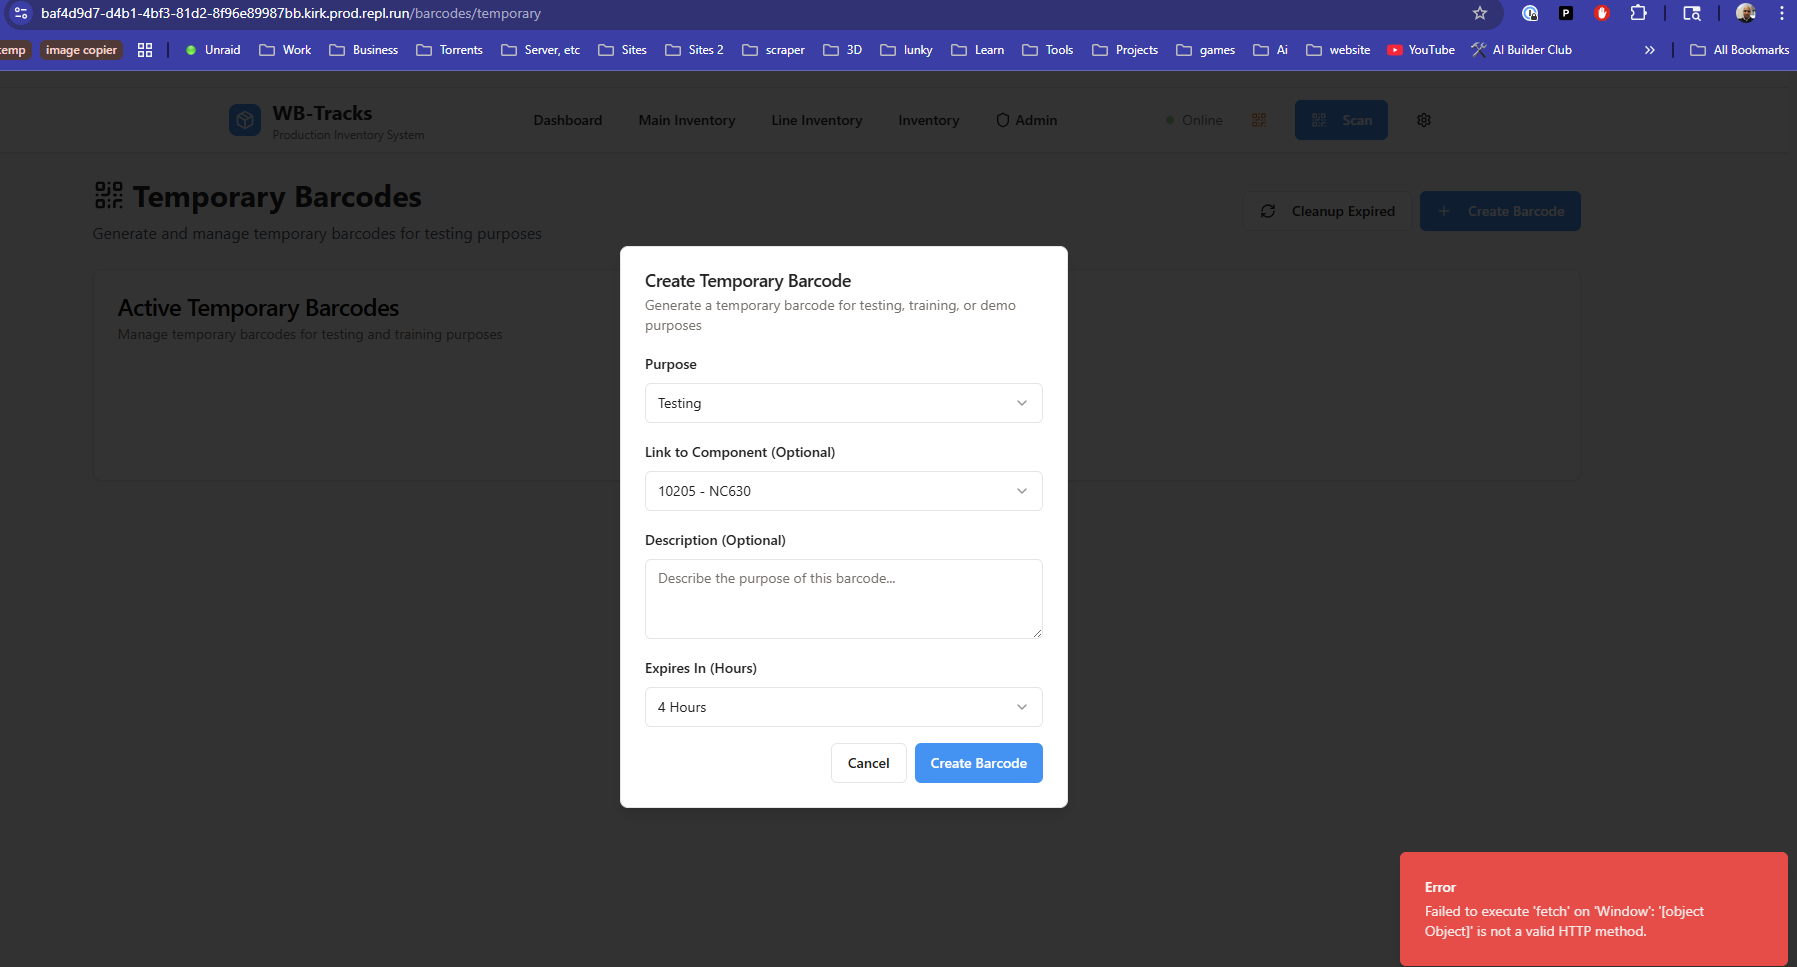 baf4d9d7-d4b1-4bf3-81d2-8f96e89987bb.kirk.prod.repl.run/barcodes/temporary
temp image copier Unraid Work Business Torrents Server, etc Sites Sites 2 scraper 3D lunky Learn Tools Projects games Ai website YouTube AI Builder Club » All Bookmarks
WB-Tracks
Production Inventory System
Dashboard Main Inventory Line Inventory Inventory Admin Online Scan
Temporary Barcodes
Generate and manage temporary barcodes for testing purposes
Cleanup Expired + Create Barcode
Active Temporary Barcodes
Manage temporary barcodes for testing and training purposes
Create Temporary Barcode
Generate a temporary barcode for testing, training, or demo
purposes
Purpose
Testing
Link to Component (Optional)
10205 - NC630
Description (Optional)
Describe the purpose of this barcode...
Expires In (Hours)
4 Hours
Cancel Create Barcode
Error
Failed to execute 'fetch' on 'Window': '[object
Object]' is not a valid HTTP method.